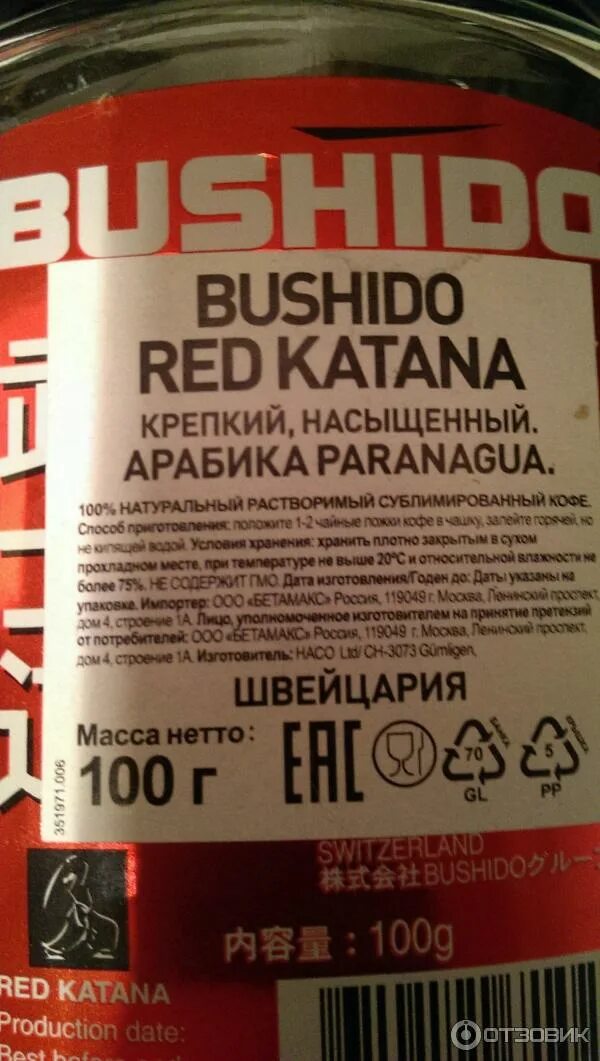 BUSHIDO
BUSHIDO
RED KATANA
КРЕПКИЙ, НАСЫЩЕННЫЙ.
АРАБИКА PARANAGUA.
100% НАТУРАЛЬНЫЙ РАСТВОРИМЫЙ СУБЛИМИРОВАННЫЙ КОФЕ.
Способ приготовления: положите 1-2 чайные ложки кофе в чашку, залейте горячей, но
не кипящей водой. Условия хранения: хранить плотно закрытым в сухом
прохладном месте, при температуре не выше 20°С и относительной влажности не
более 75%. НЕ СОДЕРЖИТ ГМО. Дата изготовления/Годен до: Даты указаны на
упаковке. Импортер: ООО «БЕТАМАКС» Россия, 119049 г. Москва, Ленинский проспект,
дом 4, строение 1А. Лицо, уполномоченное изготовителем на принятие претензий
от потребителей: ООО «БЕТАМАКС» Россия, 119049 г. Москва, Ленинский проспект,
дом 4, строение 1А. Изготовитель: HACO Ltd/ CH-3073 Gümligen,
ШВЕЙЦАРИЯ
Масса нетто:
100 г
EAC
70
GL
БАНКА
5
PP
КРЫШКА
351971.006
SWITZERLAND
株式会社BUSHIDOグルー
内容量：100g
RED KATANA
Production date:
Best before
ОТЗОВИК